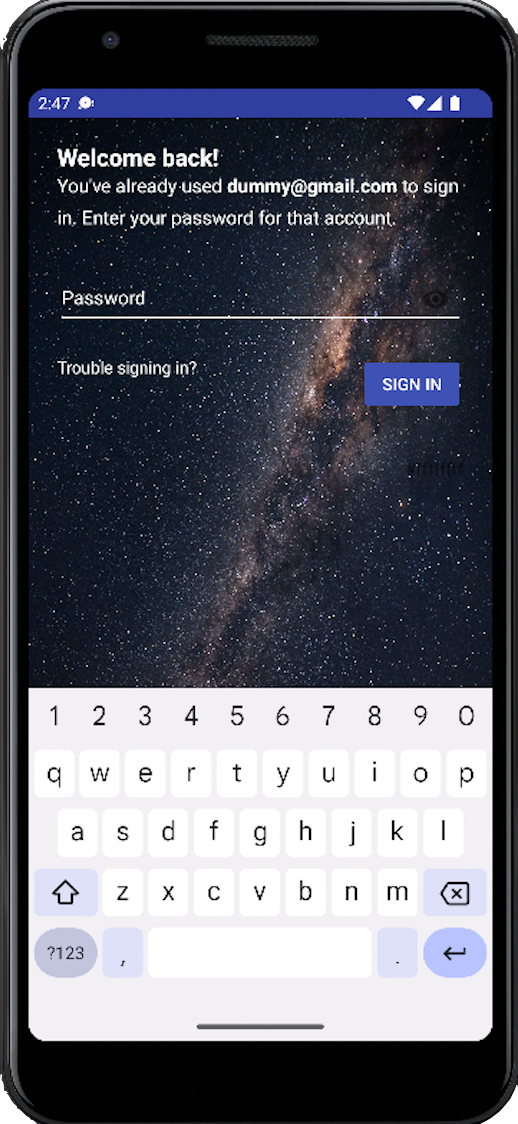 2:47
Welcome back!
You've already used dummy@gmail.com to sign
in. Enter your password for that account.
Password
Trouble signing in?
SIGN IN
1 2 3 4 5 6 7 8 9 0
q w e r t y u i o p
a s d f g h j k l
z x c v b n m
?123 , .